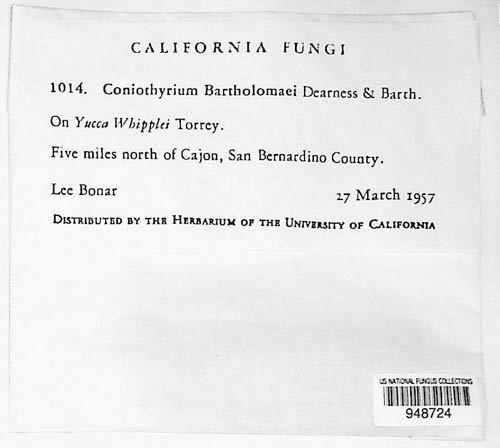 CALIFORNIA FUNGI
1014. Coniothyrium Bartholomaei Dearness & Barth.
On Yucca Whipplei Torrey.
Five miles north of Cajon, San Bernardino County.
Lee Bonar 27 March 1957
DISTRIBUTED BY THE HERBARIUM OF THE UNIVERSITY OF CALIFORNIA
US NATIONAL FUNGUS COLLECTIONS
948724